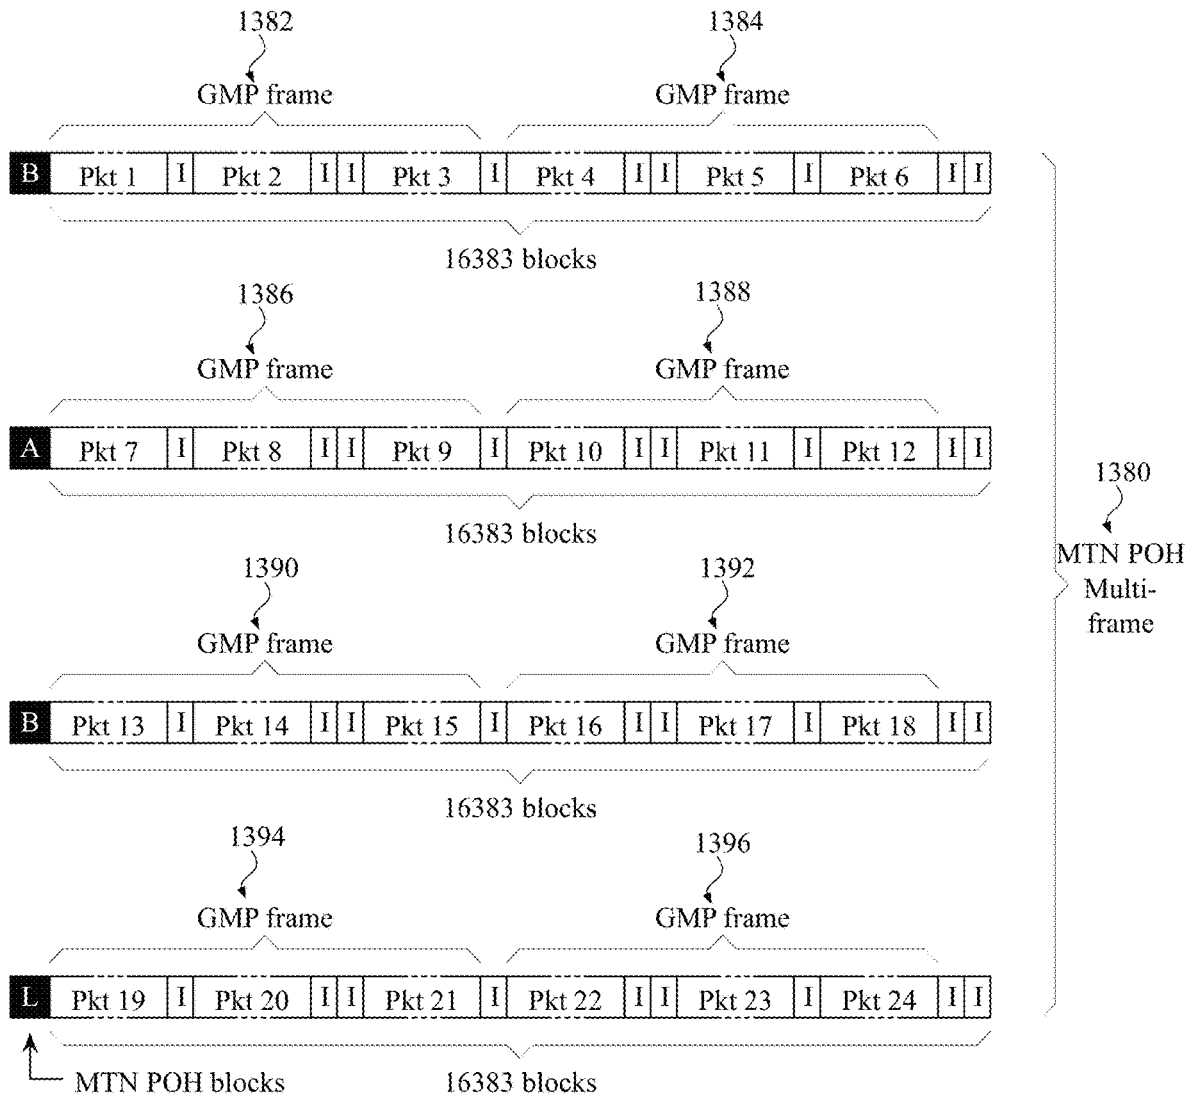 1382 1384
GMP frame GMP frame
B Pkt 1 I Pkt 2 I I Pkt 3 I Pkt 4 I I Pkt 5 I Pkt 6 I I
16383 blocks
1386 1388
GMP frame GMP frame
A Pkt 7 I Pkt 8 I I Pkt 9 I Pkt 10 I I Pkt 11 I Pkt 12 I I
16383 blocks
1380
MTN POH
Multi-
frame
1390 1392
GMP frame GMP frame
B Pkt 13 I Pkt 14 I I Pkt 15 I Pkt 16 I I Pkt 17 I Pkt 18 I I
16383 blocks
1394 1396
GMP frame GMP frame
L Pkt 19 I Pkt 20 I I Pkt 21 I Pkt 22 I I Pkt 23 I Pkt 24 I I
MTN POH blocks 16383 blocks